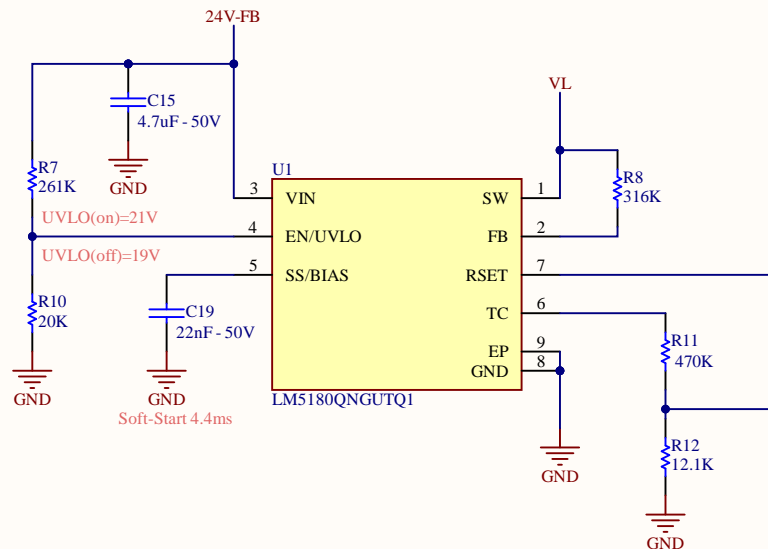 24V-FB
C15
4.7uF - 50V
GND
R7
261K
UVLO(on)=21V
UVLO(off)=19V
R10
20K
GND
C19
22nF - 50V
GND
Soft-Start 4.4ms
U1
3 VIN
4 EN/UVLO
5 SS/BIAS
SW 1
FB 2
RSET 7
TC 6
EP 9
GND 8
LM5180QNGUTQ1
VL
R8
316K
GND
R11
470K
R12
12.1K
GND